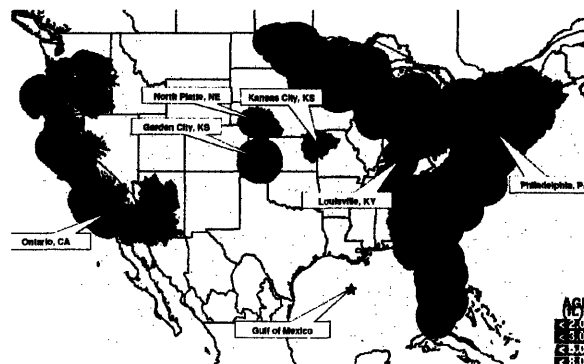 North Platte, NE
Kansas City, KS
Garden City, KS
Philadelphia, P
Louisville, KY
Ontario, CA
Gulf of Mexico